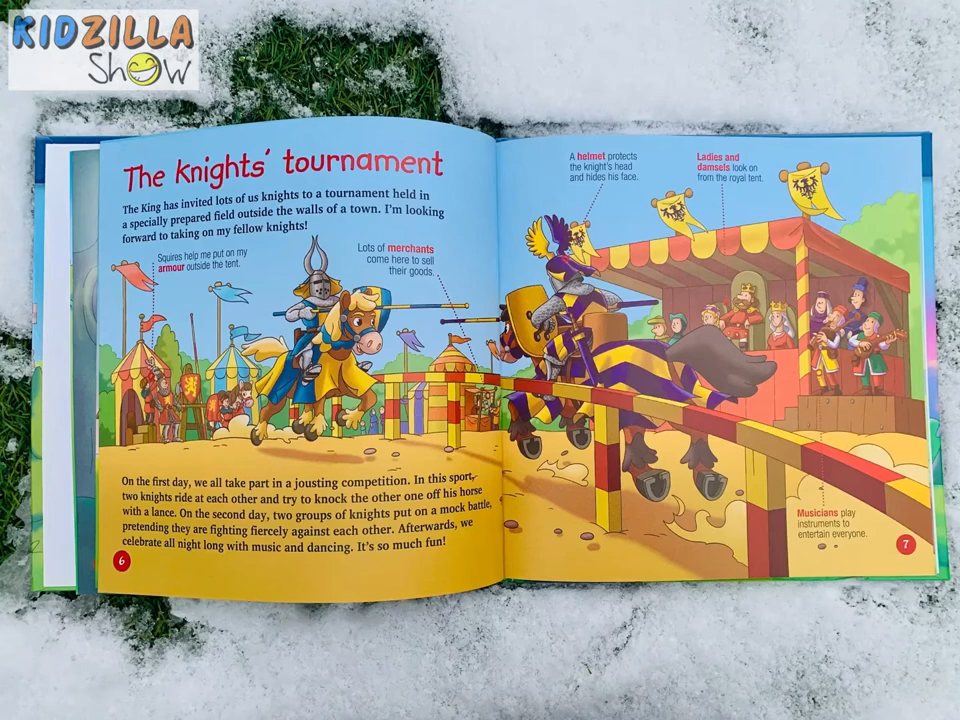 KIDZILLA
Show
The Knights' tournament
The King has invited lots of us knights to a tournament held in
a specially prepared field outside the walls of a town. I'm looking
forward to taking on my fellow knights!
Squires help me put on my
armour outside the tent.
Lots of merchants
come here to sell
their goods.
On the first day, we all take part in a jousting competition. In this sport,
two knights ride at each other and try to knock the other one off his horse
with a lance. On the second day, two groups of knights put on a mock battle,
pretending they are fighting fiercely against each other. Afterwards, we
celebrate all night long with music and dancing. It's so much fun!
6
A helmet protects
the knight's head
and hides his face.
Ladies and
damsels look on
from the royal tent.
Musicians play
instruments to
entertain everyone.
7